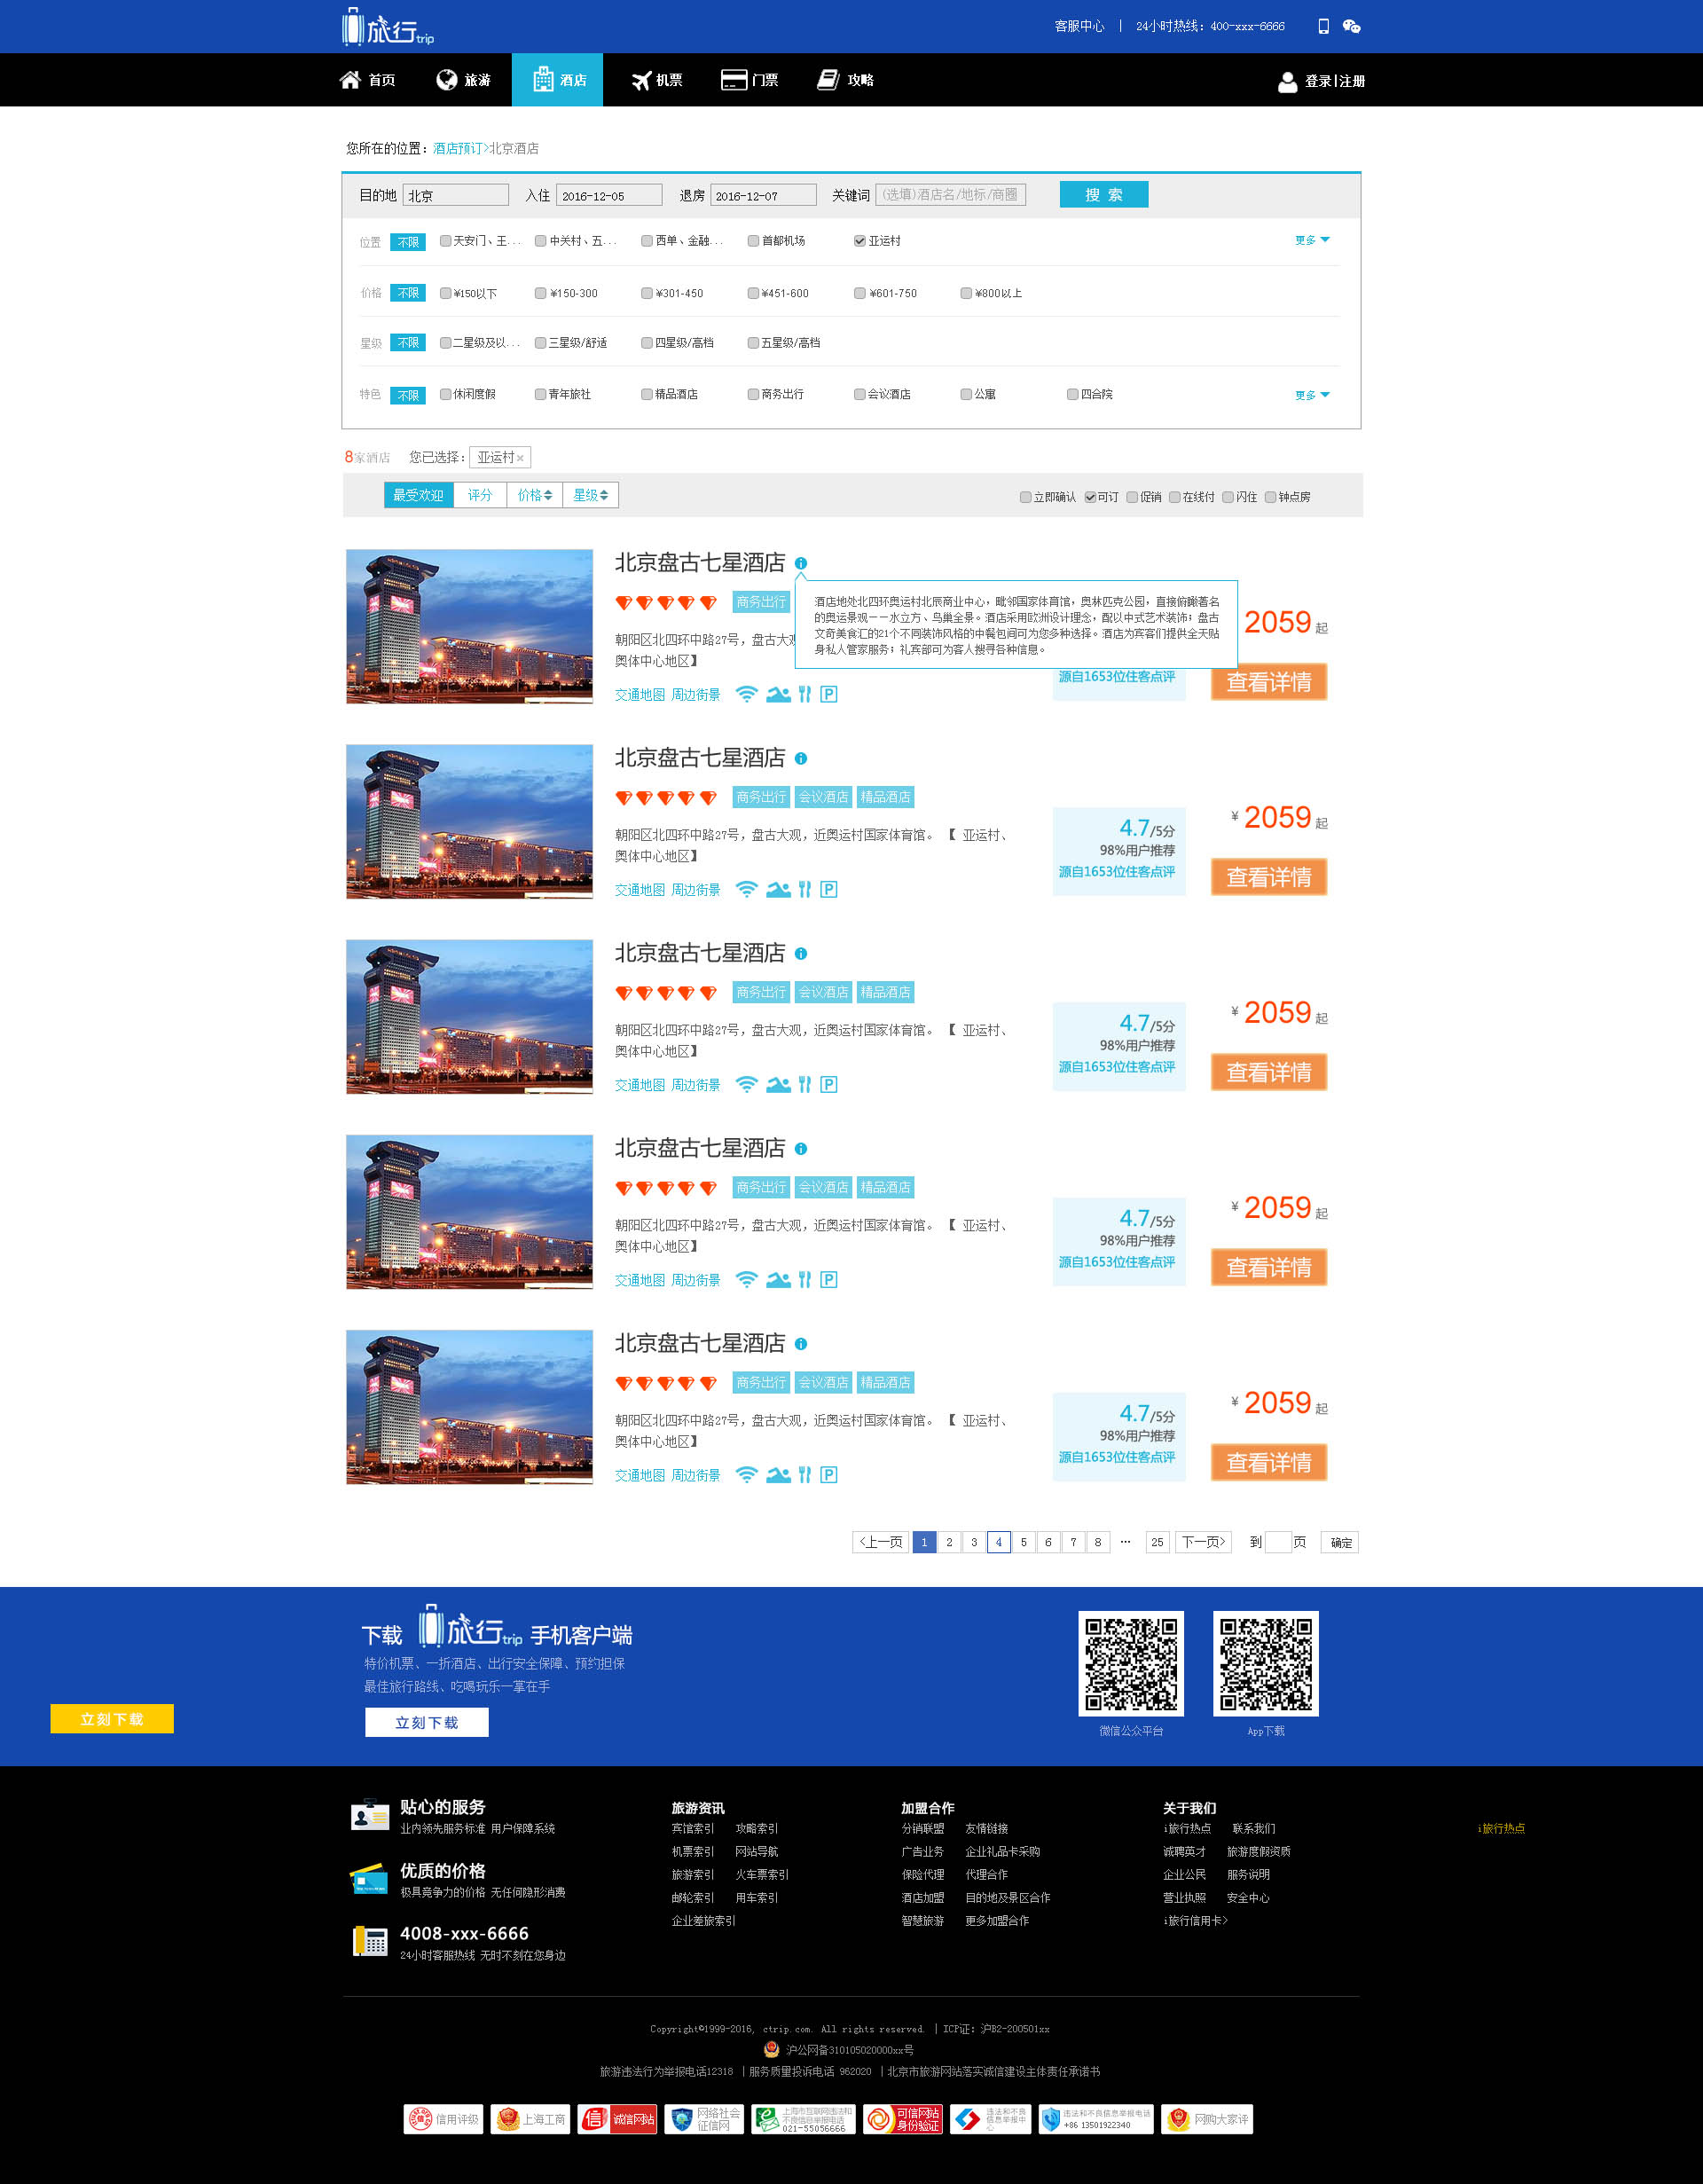 旅行trip
客服中心 | 24小时热线：400-xxx-6666
首页 旅游 酒店 机票 门票 攻略 登录|注册
您所在的位置：酒店预订>北京酒店
目的地 北京 入住 2016-12-05 退房 2016-12-07 关键词 (选填)酒店名/地标/商圈 搜 索
位置 不限 天安门、王... 中关村、五... 西单、金融... 首都机场 亚运村 更多
价格 不限 ¥150以下 ¥150-300 ¥301-450 ¥451-600 ¥601-750 ¥800以上
星级 不限 二星级及以... 三星级/舒适 四星级/高档 五星级/高档
特色 不限 休闲度假 青年旅社 精品酒店 商务出行 会议酒店 公寓 四合院 更多
8家酒店 您已选择：亚运村×
最受欢迎 评分 价格 星级 立即确认 可订 促销 在线付 闪住 钟点房
北京盘古七星酒店
商务出行
酒店地处北四环奥运村北辰商业中心，毗邻国家体育馆，奥林匹克公园，直接俯瞰著名
的奥运景观——水立方、鸟巢全景。酒店采用欧洲设计理念，配以中式艺术装饰；盘古
文奇美食汇的21个不同装饰风格的中餐包间可为您多种选择。酒店为宾客们提供全天贴
身私人管家服务；礼宾部可为客人搜寻各种信息。
2059起
朝阳区北四环中路27号，盘古大观
奥体中心地区】
源自1653位住客点评 查看详情
交通地图 周边街景 P
北京盘古七星酒店
商务出行 会议酒店 精品酒店
¥ 2059起
4.7/5分
朝阳区北四环中路27号，盘古大观，近奥运村国家体育馆。 【 亚运村、
98%用户推荐
奥体中心地区】
源自1653位住客点评 查看详情
交通地图 周边街景 P
北京盘古七星酒店
商务出行 会议酒店 精品酒店
¥ 2059起
4.7/5分
朝阳区北四环中路27号，盘古大观，近奥运村国家体育馆。 【 亚运村、
98%用户推荐
奥体中心地区】
源自1653位住客点评 查看详情
交通地图 周边街景 P
北京盘古七星酒店
商务出行 会议酒店 精品酒店
¥ 2059起
4.7/5分
朝阳区北四环中路27号，盘古大观，近奥运村国家体育馆。 【 亚运村、
98%用户推荐
奥体中心地区】
源自1653位住客点评 查看详情
交通地图 周边街景 P
北京盘古七星酒店
商务出行 会议酒店 精品酒店
¥ 2059起
4.7/5分
朝阳区北四环中路27号，盘古大观，近奥运村国家体育馆。 【 亚运村、
98%用户推荐
奥体中心地区】
源自1653位住客点评 查看详情
交通地图 周边街景 P
<上一页 1 2 3 4 5 6 7 8 ··· 25 下一页> 到 页 确定
下载 旅行trip 手机客户端
特价机票、一折酒店、出行安全保障、预约担保
最佳旅行路线、吃喝玩乐一掌在手
立刻下载
立刻下载
微信公众平台 App下载
贴心的服务
业内领先服务标准 用户保障系统
优质的价格
极具竞争力的价格 无任何隐形消费
4008-xxx-6666
24小时客服热线 无时不刻在您身边
旅游资讯
宾馆索引 攻略索引
机票索引 网站导航
旅游索引 火车票索引
邮轮索引 用车索引
企业差旅索引
加盟合作
分销联盟 友情链接
广告业务 企业礼品卡采购
保险代理 代理合作
酒店加盟 目的地及景区合作
智慧旅游 更多加盟合作
关于我们
i旅行热点 联系我们
诚聘英才 旅游度假资质
企业公民 服务说明
营业执照 安全中心
i旅行信用卡>
i旅行热点
Copyright©1999-2016, ctrip.com. All rights reserved. | ICP证：沪B2-200501xx
沪公网备310105020000xx号
旅游违法行为举报电话12318 | 服务质量投诉电话 962020 | 北京市旅游网站落实诚信建设主体责任承诺书
信用评级
上海工商
信 诚信网站
网络社会
征信网
上海市互联网违法和
不良信息举报电话
021-55056666
可信网站
身份验证
违法和不良
信息举报中
心
违法和不良信息举报电话
+86 13501922340
网购大家评